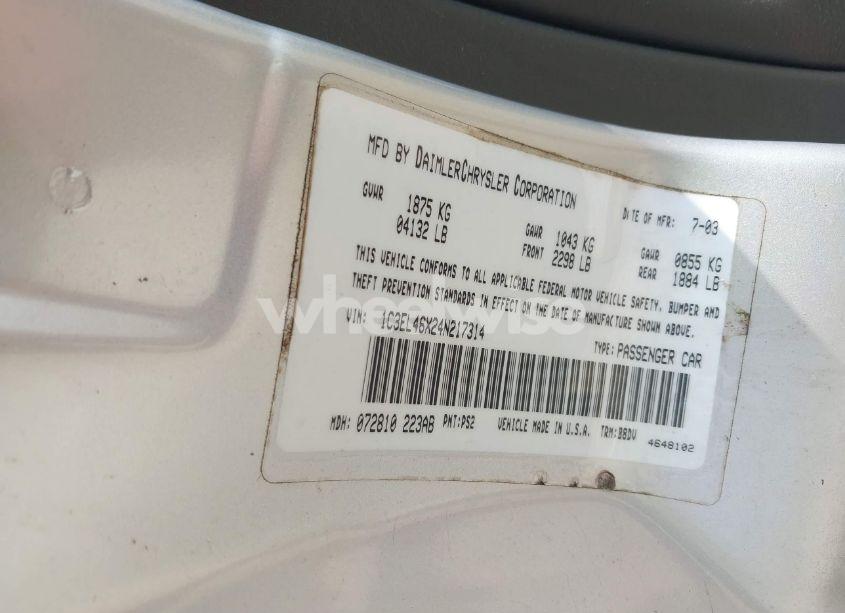 MFD BY DAIMLERCHRYSLER CORPORATION
DATE OF MFR: 7-03
GVWR 1875 KG
04132 LB
GAWR FRONT 1043 KG
2298 LB
GAWR REAR 0855 KG
1884 LB
THIS VEHICLE CONFORMS TO ALL APPLICABLE FEDERAL MOTOR VEHICLE SAFETY, BUMPER AND
THEFT PREVENTION STANDARDS IN EFFECT ON THE DATE OF MANUFACTURE SHOWN ABOVE.
VIN: 1C3EL46X24N217314
TYPE: PASSENGER CAR
MDH: 072810 223AB PNT: PS2 VEHICLE MADE IN U.S.A. TRM: BBDV
4648102
wheelwise